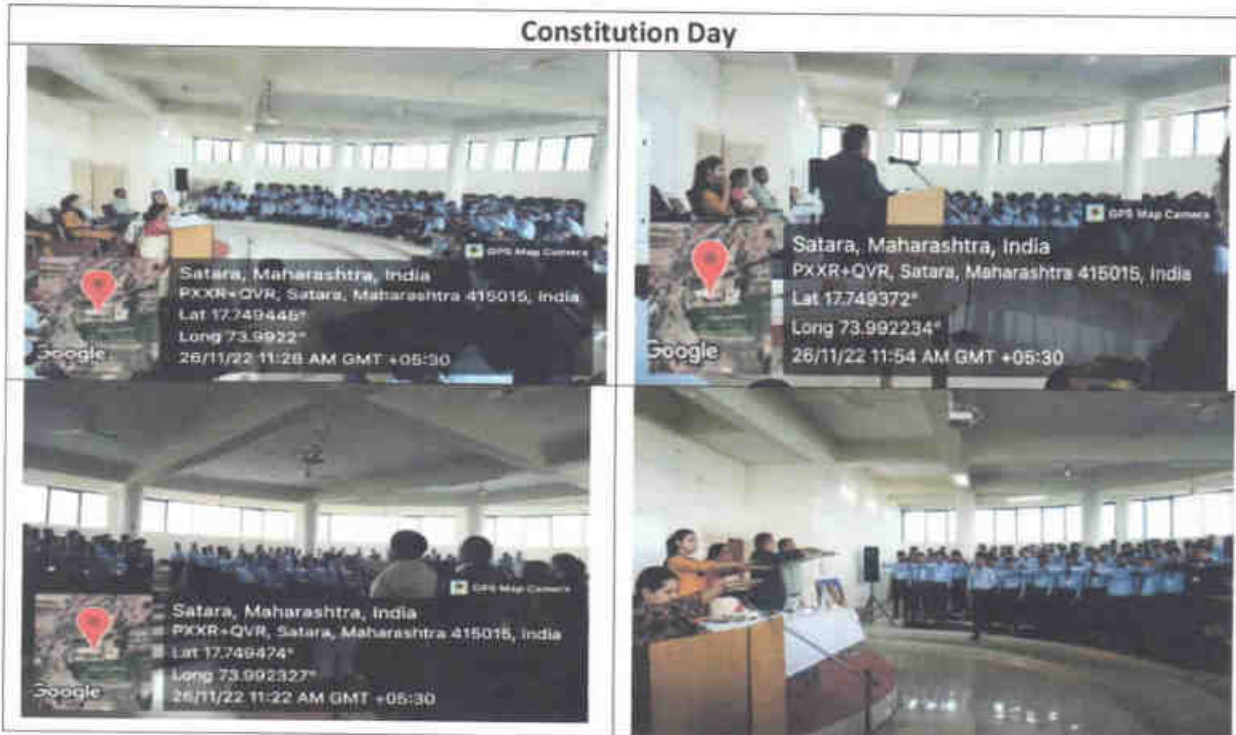 Constitution Day
GPS Map Camera
Satara, Maharashtra, India
PXXR+QVR, Satara, Maharashtra 415015, India
Lat 17.749446°
Long 73.9922°
26/11/22 11:28 AM GMT +05:30
Google
GPS Map Camera
Satara, Maharashtra, India
PXXR+QVR, Satara, Maharashtra 415015, India
Lat 17.749372°
Long 73.992234°
26/11/22 11:54 AM GMT +05:30
Google
GPS Map Camera
Satara, Maharashtra, India
PXXR+QVR, Satara, Maharashtra 415015, India
Lat 17.749474°
Long 73.992327°
26/11/22 11:22 AM GMT +05:30
Google